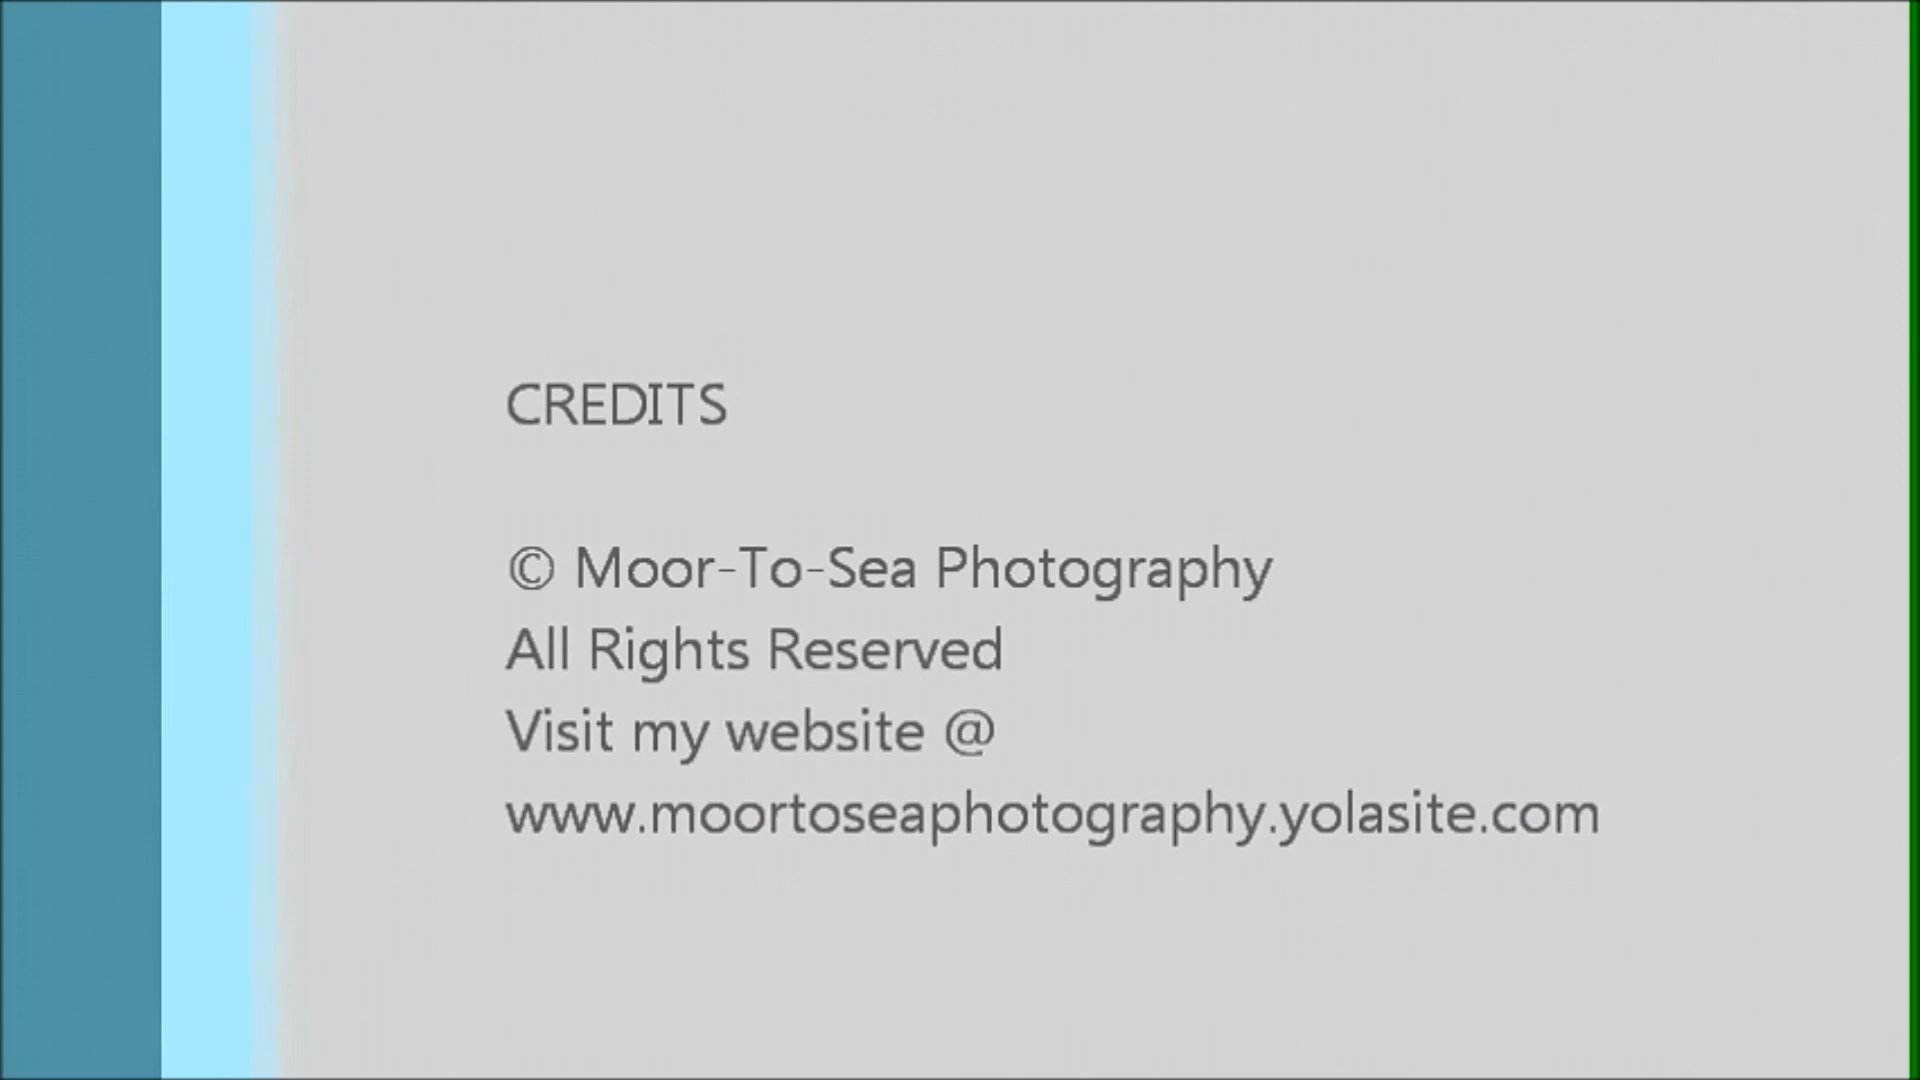 CREDITS
© Moor-To-Sea Photography
All Rights Reserved
Visit my website @
www.moortoseaphotography.yolasite.com